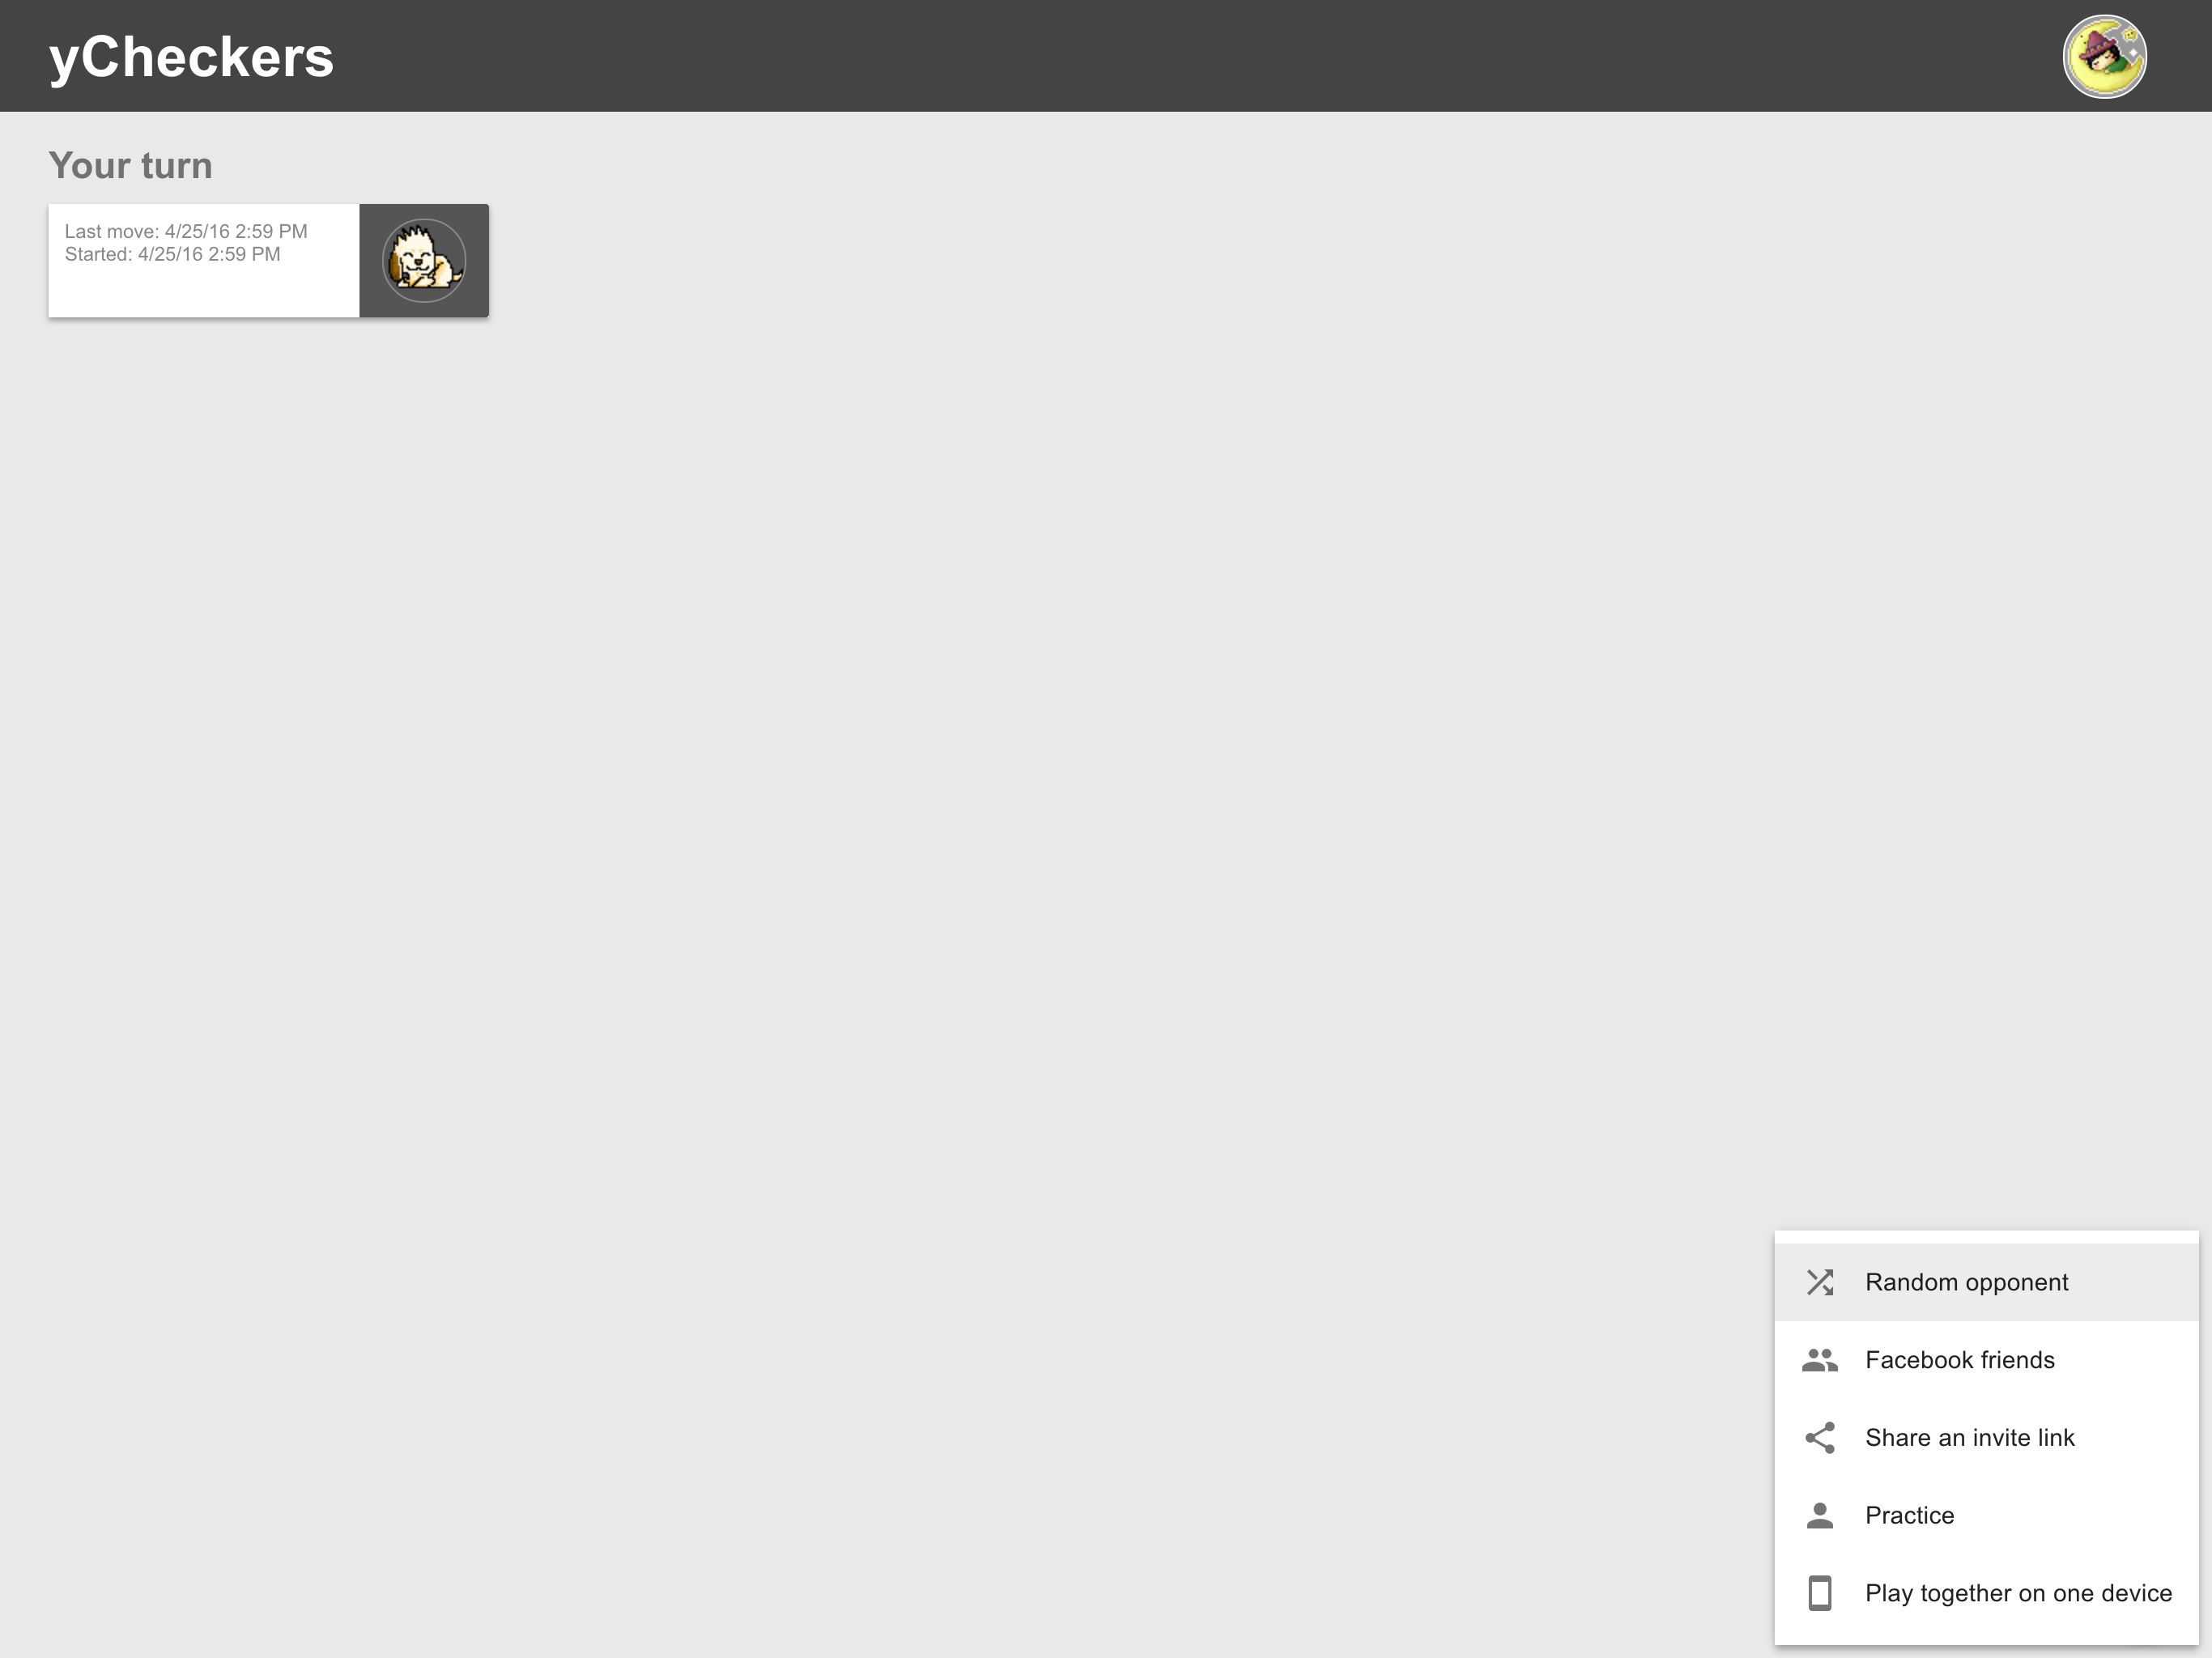 yCheckers
Your turn
Last move: 4/25/16 2:59 PM
Started: 4/25/16 2:59 PM
Random opponent
Facebook friends
Share an invite link
Practice
Play together on one device